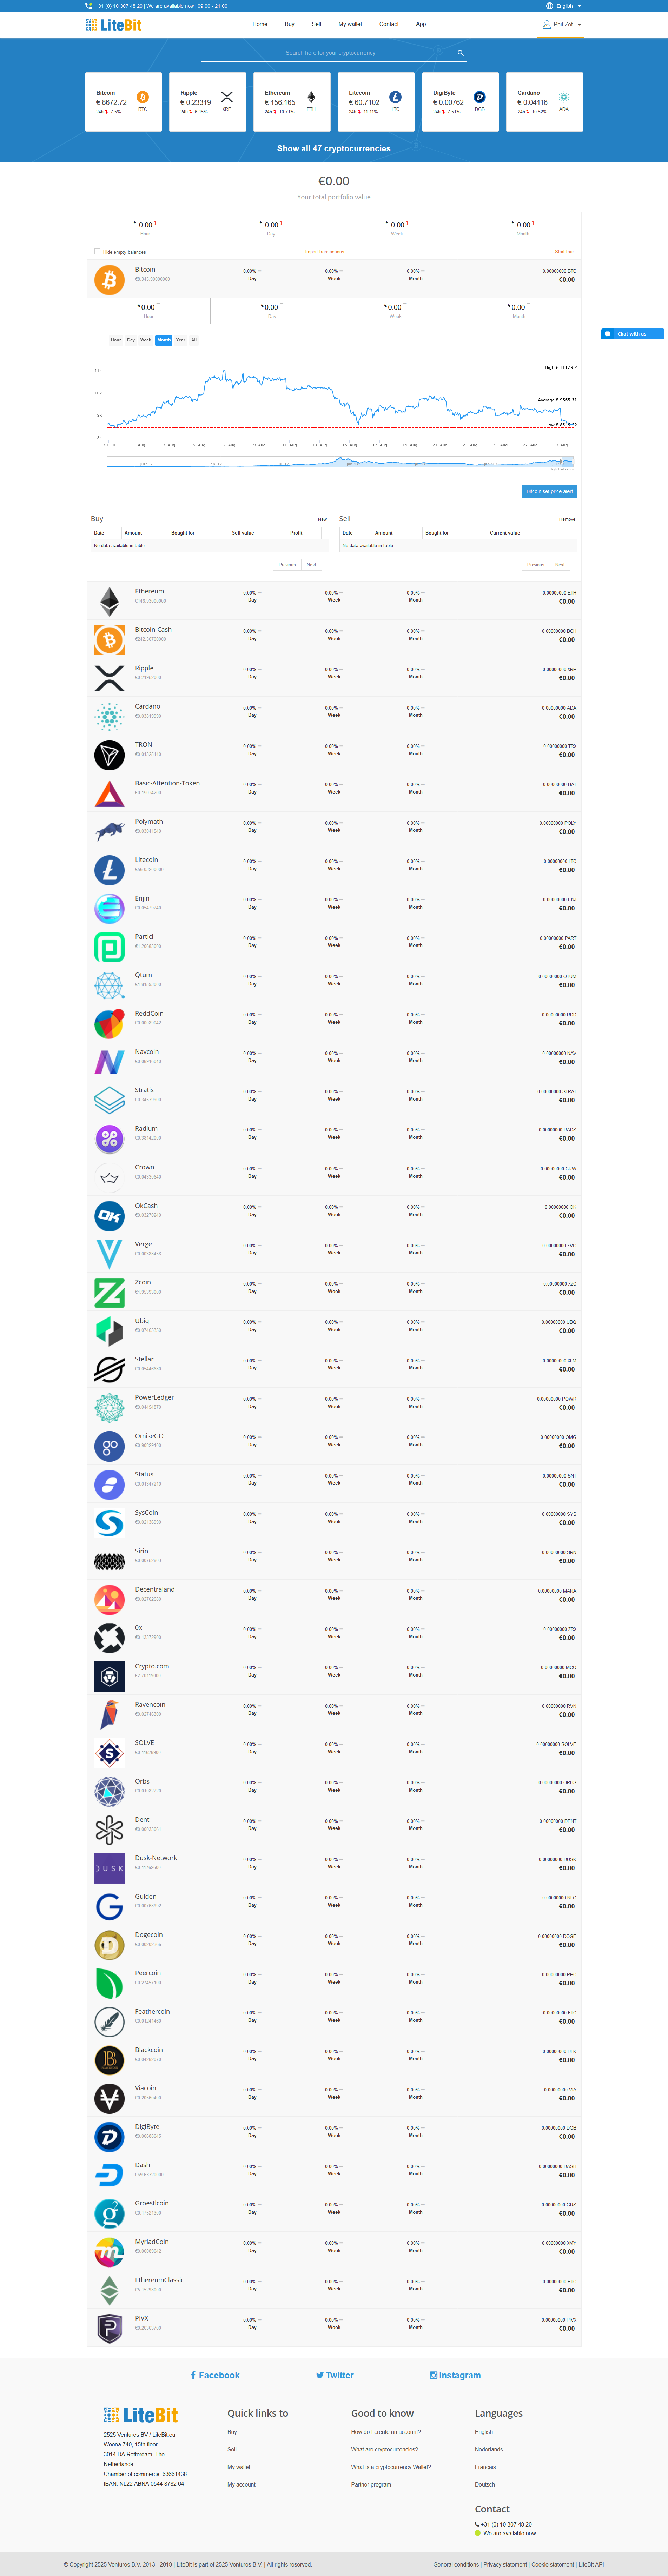 +31 (0) 10 307 48 20 | We are available now | 09:00 - 21:00
English
LiteBit
Home Buy Sell My wallet Contact App
Phil Zet
Search here for your cryptocurrency
Bitcoin
€ 8672.72
24h -7.5%
BTC
Ripple
€ 0.23319
24h -6.15%
XRP
Ethereum
€ 156.165
24h -10.71%
ETH
Litecoin
€ 60.7102
24h -11.11%
LTC
DigiByte
€ 0.00762
24h -7.51%
DGB
Cardano
€ 0.04116
24h -10.52%
ADA
Show all 47 cryptocurrencies
€0.00
Your total portfolio value
€ 0.00 € 0.00 € 0.00 € 0.00
Hour Day Week Month
Hide empty balances Import transactions Start tour
Bitcoin 0.00% 0.00% 0.00% 0.00000000 BTC
Day Week Month €0.00
€ 0.00 € 0.00 € 0.00 € 0.00
Hour Day Week Month
Chat with us
Hour Day Week Month Year All
High € 11129.2
Average € 9665.31
Low € 8545.92
11k
10k
9k
8k
30. Jul 1. Aug 3. Aug 5. Aug 7. Aug 9. Aug 11. Aug 13. Aug 15. Aug 17. Aug 19. Aug 21. Aug 23. Aug 25. Aug 27. Aug 29. Aug
Bitcoin set price alert
Buy New
Date Amount Bought for Sell value Profit
No data available in table
Previous Next
Sell Remove
Date Amount Bought for Current value
No data available in table
Previous Next
Ethereum 0.00% 0.00% 0.00% 0.00000000 ETH
Day Week Month €0.00
Bitcoin-Cash 0.00% 0.00% 0.00% 0.00000000 BCH
Day Week Month €0.00
Ripple 0.00% 0.00% 0.00% 0.00000000 XRP
Day Week Month €0.00
Cardano 0.00% 0.00% 0.00% 0.00000000 ADA
Day Week Month €0.00
TRON 0.00% 0.00% 0.00% 0.00000000 TRX
Day Week Month €0.00
Basic-Attention-Token 0.00% 0.00% 0.00% 0.00000000 BAT
Day Week Month €0.00
Polymath 0.00% 0.00% 0.00% 0.00000000 POLY
Day Week Month €0.00
Litecoin 0.00% 0.00% 0.00% 0.00000000 LTC
Day Week Month €0.00
Enjin 0.00% 0.00% 0.00% 0.00000000 ENJ
Day Week Month €0.00
Particl 0.00% 0.00% 0.00% 0.00000000 PART
Day Week Month €0.00
Qtum 0.00% 0.00% 0.00% 0.00000000 QTUM
Day Week Month €0.00
ReddCoin 0.00% 0.00% 0.00% 0.00000000 RDD
Day Week Month €0.00
Navcoin 0.00% 0.00% 0.00% 0.00000000 NAV
Day Week Month €0.00
Stratis 0.00% 0.00% 0.00% 0.00000000 STRAT
Day Week Month €0.00
Radium 0.00% 0.00% 0.00% 0.00000000 RADS
Day Week Month €0.00
Crown 0.00% 0.00% 0.00% 0.00000000 CRW
Day Week Month €0.00
OkCash 0.00% 0.00% 0.00% 0.00000000 OK
Day Week Month €0.00
Verge 0.00% 0.00% 0.00% 0.00000000 XVG
Day Week Month €0.00
Zcoin 0.00% 0.00% 0.00% 0.00000000 XZC
Day Week Month €0.00
Ubiq 0.00% 0.00% 0.00% 0.00000000 UBQ
Day Week Month €0.00
Stellar 0.00% 0.00% 0.00% 0.00000000 XLM
Day Week Month €0.00
PowerLedger 0.00% 0.00% 0.00% 0.00000000 POWR
Day Week Month €0.00
OmiseGO 0.00% 0.00% 0.00% 0.00000000 OMG
Day Week Month €0.00
Status 0.00% 0.00% 0.00% 0.00000000 SNT
Day Week Month €0.00
SysCoin 0.00% 0.00% 0.00% 0.00000000 SYS
Day Week Month €0.00
Sirin 0.00% 0.00% 0.00% 0.00000000 SRN
Day Week Month €0.00
Decentraland 0.00% 0.00% 0.00% 0.00000000 MANA
Day Week Month €0.00
0x 0.00% 0.00% 0.00% 0.00000000 ZRX
Day Week Month €0.00
Crypto.com 0.00% 0.00% 0.00% 0.00000000 MCO
Day Week Month €0.00
Ravencoin 0.00% 0.00% 0.00% 0.00000000 RVN
Day Week Month €0.00
SOLVE 0.00% 0.00% 0.00% 0.00000000 SOLVE
Day Week Month €0.00
Orbs 0.00% 0.00% 0.00% 0.00000000 ORBS
Day Week Month €0.00
Dent 0.00% 0.00% 0.00% 0.00000000 DENT
Day Week Month €0.00
DUSK
Dusk-Network 0.00% 0.00% 0.00% 0.00000000 DUSK
Day Week Month €0.00
Gulden 0.00% 0.00% 0.00% 0.00000000 NLG
Day Week Month €0.00
Dogecoin 0.00% 0.00% 0.00% 0.00000000 DOGE
Day Week Month €0.00
Peercoin 0.00% 0.00% 0.00% 0.00000000 PPC
Day Week Month €0.00
Feathercoin 0.00% 0.00% 0.00% 0.00000000 FTC
Day Week Month €0.00
Blackcoin 0.00% 0.00% 0.00% 0.00000000 BLK
Day Week Month €0.00
Viacoin 0.00% 0.00% 0.00% 0.00000000 VIA
Day Week Month €0.00
DigiByte 0.00% 0.00% 0.00% 0.00000000 DGB
Day Week Month €0.00
Dash 0.00% 0.00% 0.00% 0.00000000 DASH
Day Week Month €0.00
Groestlcoin 0.00% 0.00% 0.00% 0.00000000 GRS
Day Week Month €0.00
MyriadCoin 0.00% 0.00% 0.00% 0.00000000 XMY
Day Week Month €0.00
EthereumClassic 0.00% 0.00% 0.00% 0.00000000 ETC
Day Week Month €0.00
PIVX 0.00% 0.00% 0.00% 0.00000000 PIVX
Day Week Month €0.00
Facebook Twitter Instagram
LiteBit
2525 Ventures BV / LiteBit.eu
Weena 740, 15th floor
3014 DA Rotterdam, The
Netherlands
Chamber of commerce: 63661438
IBAN: NL22 ABNA 0544 8782 64
Quick links to
Buy
Sell
My wallet
My account
Good to know
How do I create an account?
What are cryptocurrencies?
What is a cryptocurrency Wallet?
Partner program
Languages
English
Nederlands
Français
Deutsch
Contact
+31 (0) 10 307 48 20
We are available now
© Copyright 2525 Ventures B.V. 2013 - 2019 | LiteBit is part of 2525 Ventures B.V. | All rights reserved
General conditions | Privacy statement | Cookie statement | LiteBit API